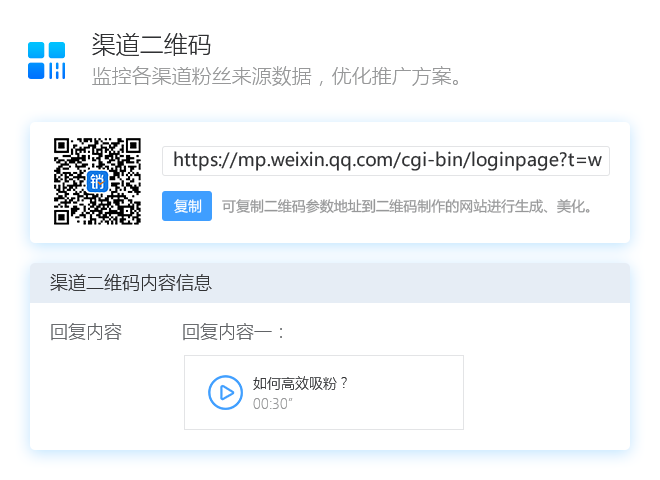 渠道二维码
监控各渠道粉丝来源数据，优化推广方案。
销
https://mp.weixin.qq.com/cgi-bin/loginpage?t=w
复制 可复制二维码参数地址到二维码制作的网站进行生成、美化。
渠道二维码内容信息
回复内容 回复内容一：
如何高效吸粉？
00:30"